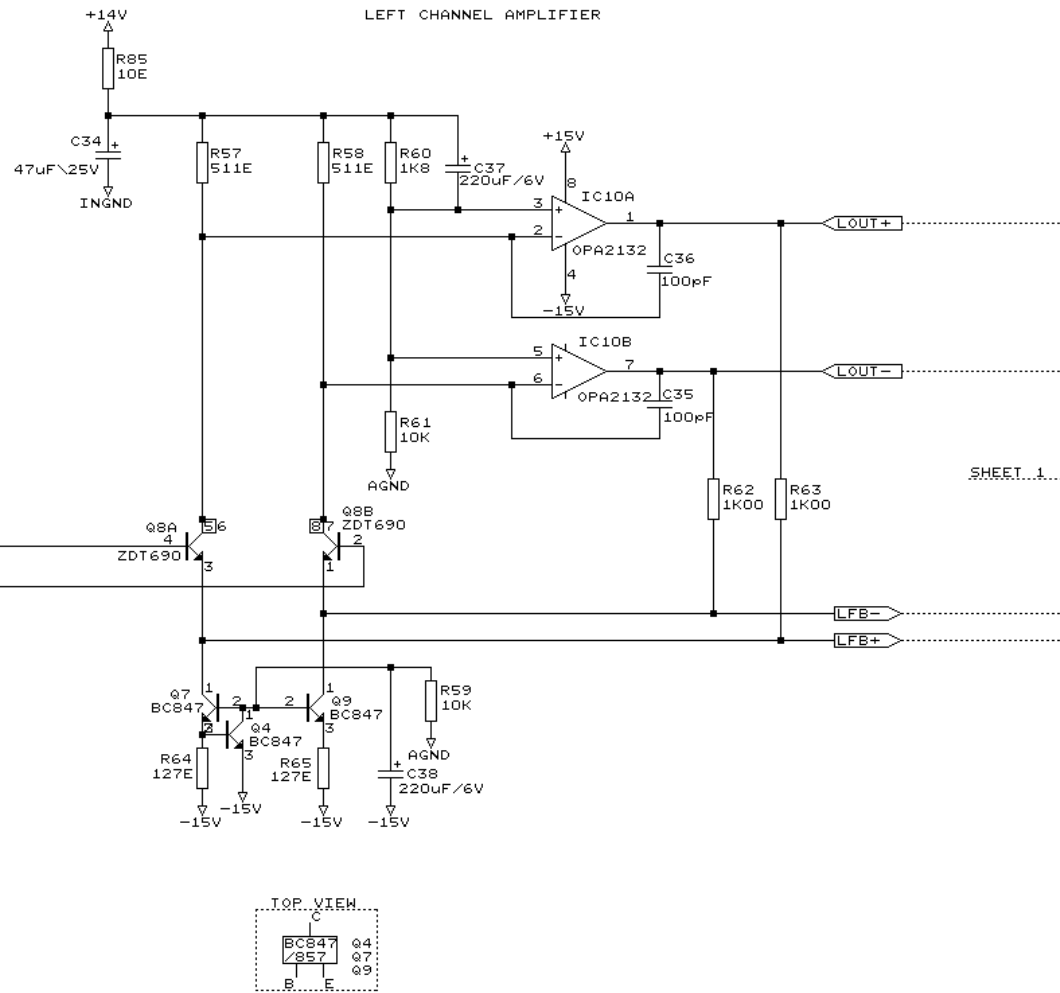 LEFT CHANNEL AMPLIFIER
+14V
R85
10E
C34
+
47uF\25V
INGND
R57
511E
R58
511E
R60
1K8
+
C37
220uF/6V
+15V
8
IC10A
3
+
1
2
-
OPA2132
4
-15V
C36
100pF
LOUT+
IC10B
5
+
7
6
-
OPA2132
C35
100pF
LOUT-
R61
10K
AGND
SHEET 1
R62
1K00
R63
1K00
Q8A
4
ZDT690
5
6
3
Q8B
ZDT690
8
7
2
1
LFB-
LFB+
Q7
BC847
1
2
3
Q4
BC847
2
1
3
Q9
BC847
2
1
3
R59
10K
AGND
R64
127E
-15V
-15V
R65
127E
-15V
+
C38
220uF/6V
-15V
TOP VIEW
C
BC847
/857
B
E
Q4
Q7
Q9